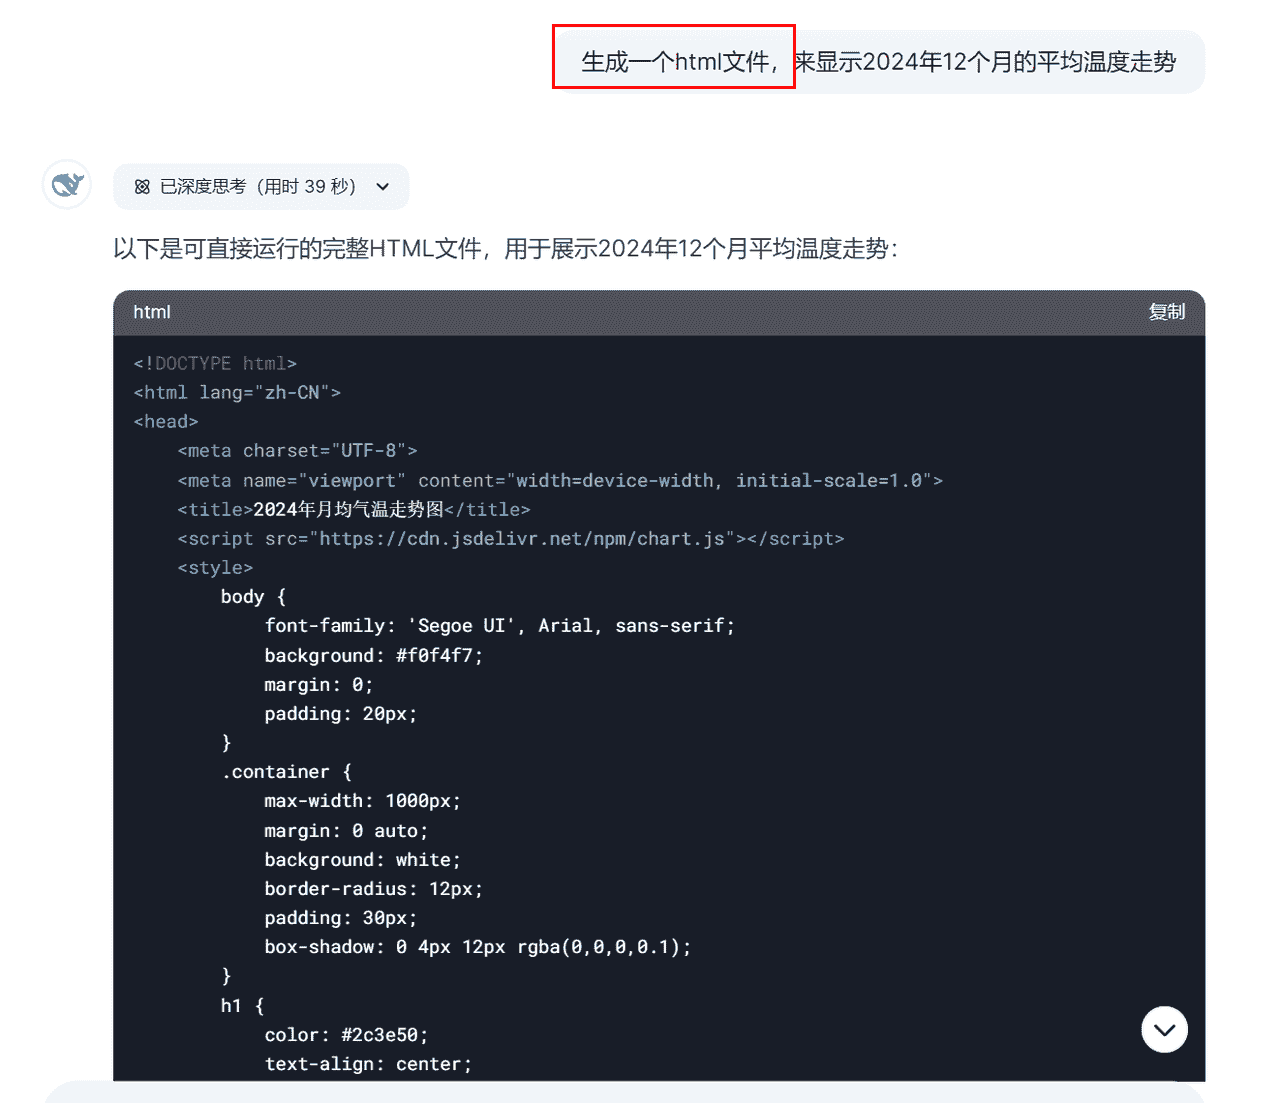 生成一个html文件，来显示2024年12个月的平均温度走势
已深度思考（用时 39 秒）
以下是可直接运行的完整HTML文件，用于展示2024年12个月平均温度走势：
html
复制
<!DOCTYPE html>
<html lang="zh-CN">
<head>
    <meta charset="UTF-8">
    <meta name="viewport" content="width=device-width, initial-scale=1.0">
    <title>2024年月均气温走势图</title>
    <script src="https://cdn.jsdelivr.net/npm/chart.js"></script>
    <style>
        body {
            font-family: 'Segoe UI', Arial, sans-serif;
            background: #f0f4f7;
            margin: 0;
            padding: 20px;
        }
        .container {
            max-width: 1000px;
            margin: 0 auto;
            background: white;
            border-radius: 12px;
            padding: 30px;
            box-shadow: 0 4px 12px rgba(0,0,0,0.1);
        }
        h1 {
            color: #2c3e50;
            text-align: center;